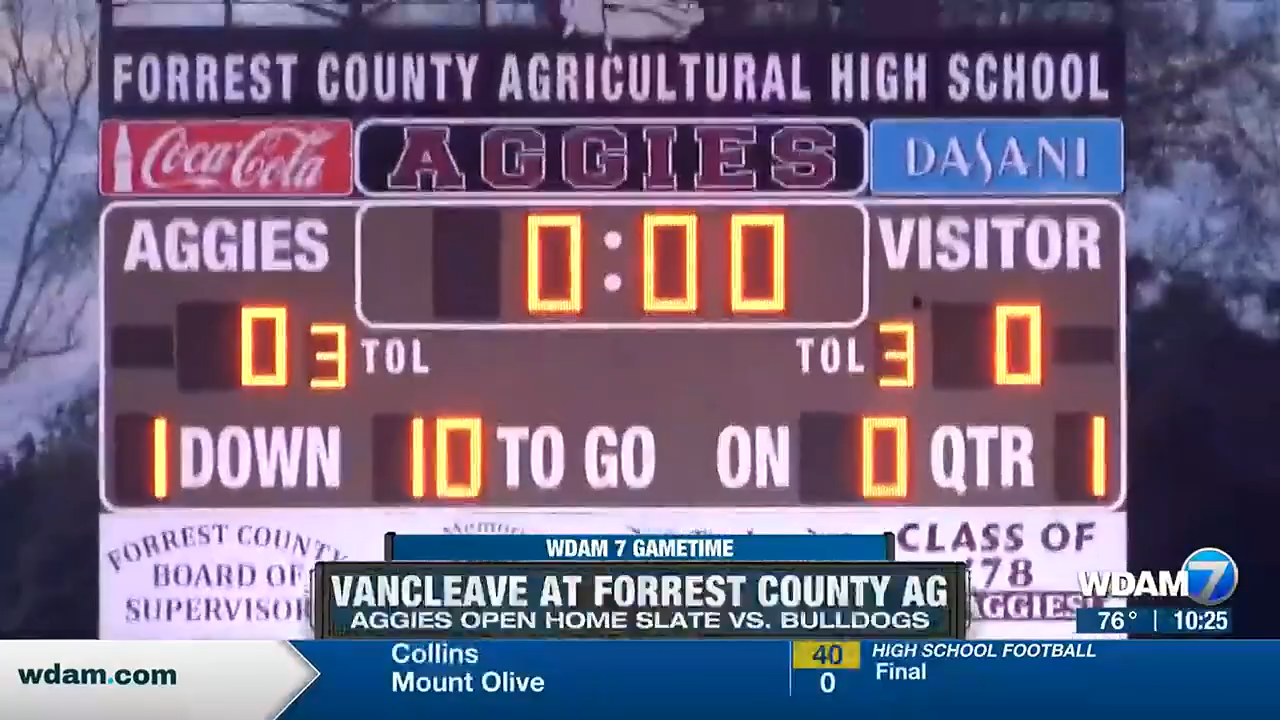 FORREST COUNTY AGRICULTURAL HIGH SCHOOL
Coca-Cola AGGIES DASANI
AGGIES 0:00 VISITOR
0 3 TOL TOL 3 0
1 DOWN 10 TO GO ON 0 QTR 1
FORREST COUNTY
BOARD OF
SUPERVISOR
CLASS OF
'78
AGGIES!
WDAM 7 GAMETIME
VANCLEAVE AT FORREST COUNTY AG
AGGIES OPEN HOME SLATE VS. BULLDOGS
WDAM 7
76° | 10:25
wdam.com
Collins 40 HIGH SCHOOL FOOTBALL
Mount Olive 0 Final